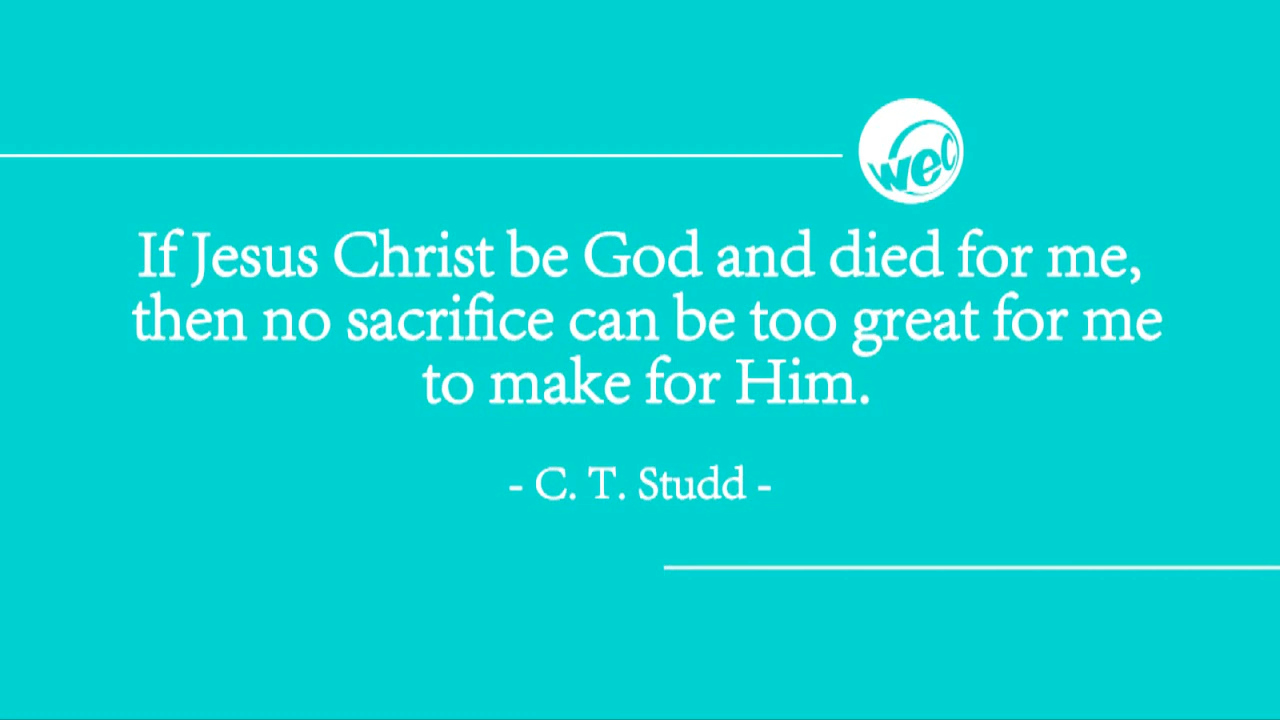 wec
If Jesus Christ be God and died for me,
then no sacrifice can be too great for me
to make for Him.
- C. T. Studd -